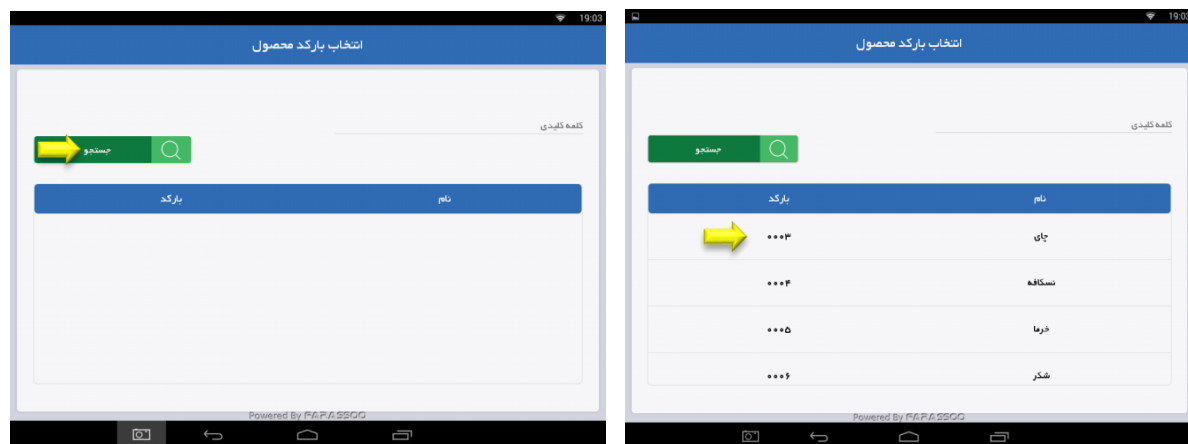 19:03
انتخاب بارکد محصول
کلمه کلیدی
جستجو
نام بارکد
Powered By FARASSOO
19:03
انتخاب بارکد محصول
کلمه کلیدی
جستجو
نام بارکد
چای ۰۰۰۳
نسکافه ۰۰۰۴
خرما ۰۰۰۵
شکر ۰۰۰۶
Powered By FARASSOO